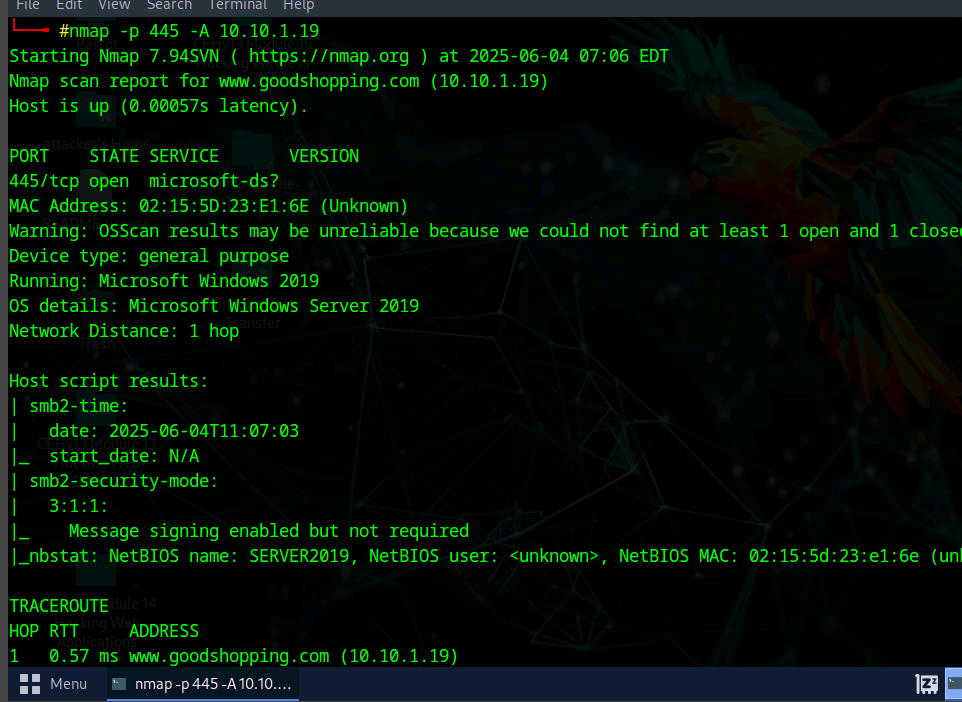 File Edit View Search Terminal Help
#nmap -p 445 -A 10.10.1.19
Starting Nmap 7.94SVN ( https://nmap.org ) at 2025-06-04 07:06 EDT
Nmap scan report for www.goodshopping.com (10.10.1.19)
Host is up (0.00057s latency).
attacker's Home
PORT    STATE SERVICE       VERSION
445/tcp open  microsoft-ds?
MAC Address: 02:15:5D:23:E1:6E (Unknown)
Warning: OSScan results may be unreliable because we could not find at least 1 open and 1 close
Device type: general purpose
Running: Microsoft Windows 2019
OS details: Microsoft Windows Server 2019
Transfer
Network Distance: 1 hop
Trash
Host script results:
| smb2-time:
|   date: 2025-06-04T11:07:03
|_  start_date: N/A
| smb2-security-mode:
|   3:1:1:
|_    Message signing enabled but not required
|_nbstat: NetBIOS name: SERVER2019, NetBIOS user: <unknown>, NetBIOS MAC: 02:15:5d:23:e1:6e (un
TRACEROUTE
HOP RTT     ADDRESS
1   0.57 ms www.goodshopping.com (10.10.1.19)
Menu
nmap -p 445 -A 10.10....